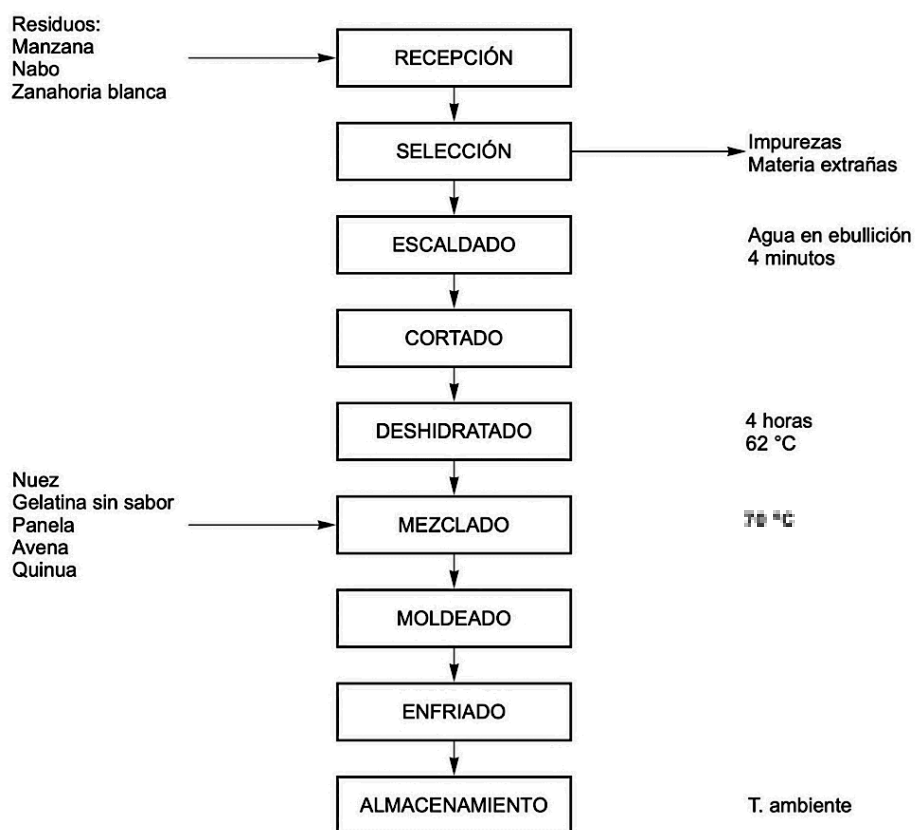 Residuos:
Manzana
Nabo
Zanahoria blanca
RECEPCIÓN
SELECCIÓN
Impurezas
Materia extrañas
ESCALDADO
Agua en ebullición
4 minutos
CORTADO
DESHIDRATADO
4 horas
62 °C
Nuez
Gelatina sin sabor
Panela
Avena
Quinua
MEZCLADO
MOLDEADO
ENFRIADO
ALMACENAMIENTO
T. ambiente